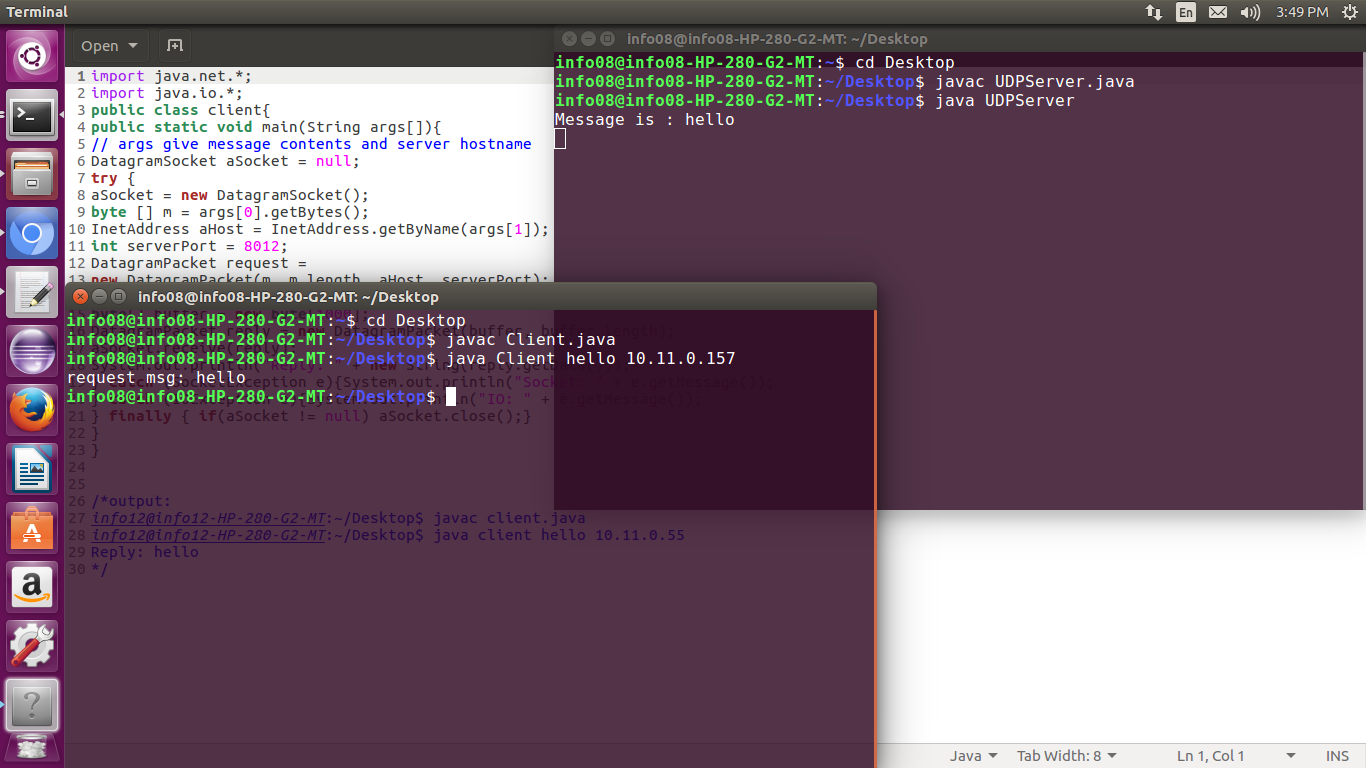 Terminal
En
3:49 PM
Open
1 import java.net.*;
2 import java.io.*;
3 public class client{
4 public static void main(String args[]){
5 // args give message contents and server hostname
6 DatagramSocket aSocket = null;
7 try {
8 aSocket = new DatagramSocket();
9 byte [] m = args[0].getBytes();
10 InetAddress aHost = InetAddress.getByName(args[1]);
11 int serverPort = 8012;
12 DatagramPacket request =
13 new DatagramPacket(m, m.length, aHost, serverPort);
info08@info08-HP-280-G2-MT: ~/Desktop
info08@info08-HP-280-G2-MT:~$ cd Desktop
info08@info08-HP-280-G2-MT:~/Desktop$ javac UDPServer.java
info08@info08-HP-280-G2-MT:~/Desktop$ java UDPServer
Message is : hello
info08@info08-HP-280-G2-MT: ~/Desktop
info08@info08-HP-280-G2-MT:~$ cd Desktop
info08@info08-HP-280-G2-MT:~/Desktop$ javac Client.java
info08@info08-HP-280-G2-MT:~/Desktop$ java Client hello 10.11.0.157
request msg: hello
info08@info08-HP-280-G2-MT:~/Desktop$
21 } finally { if(aSocket != null) aSocket.close();}
22 }
23 }
24
25
26 /*output:
27 info12@info12-HP-280-G2-MT:~/Desktop$ javac client.java
28 info12@info12-HP-280-G2-MT:~/Desktop$ java client hello 10.11.0.55
29 Reply: hello
30 */
Java Tab Width: 8 Ln 1, Col 1 INS